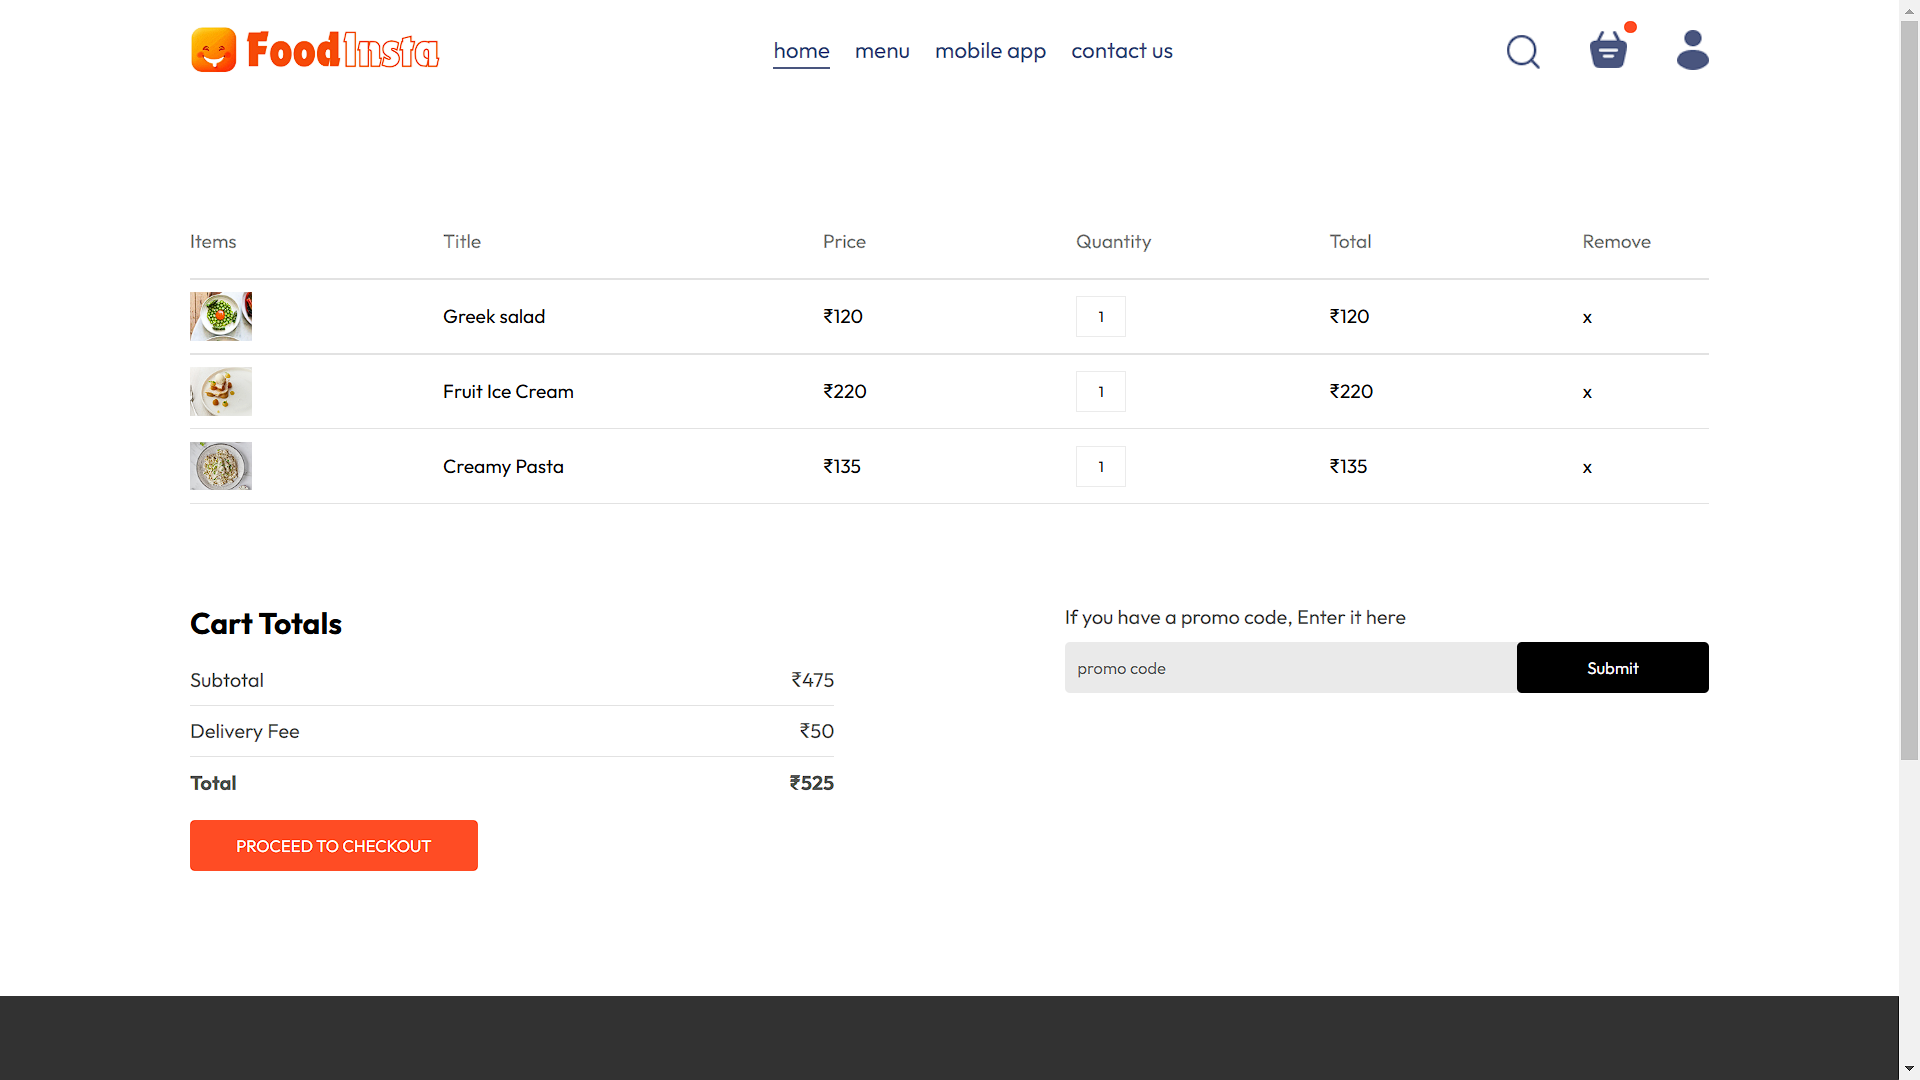 Food Insta
home menu mobile app contact us
Items Title Price Quantity Total Remove
Greek salad ₹120 1 ₹120 x
Fruit Ice Cream ₹220 1 ₹220 x
Creamy Pasta ₹135 1 ₹135 x
Cart Totals
Subtotal ₹475
Delivery Fee ₹50
Total ₹525
PROCEED TO CHECKOUT
If you have a promo code, Enter it here
promo code Submit